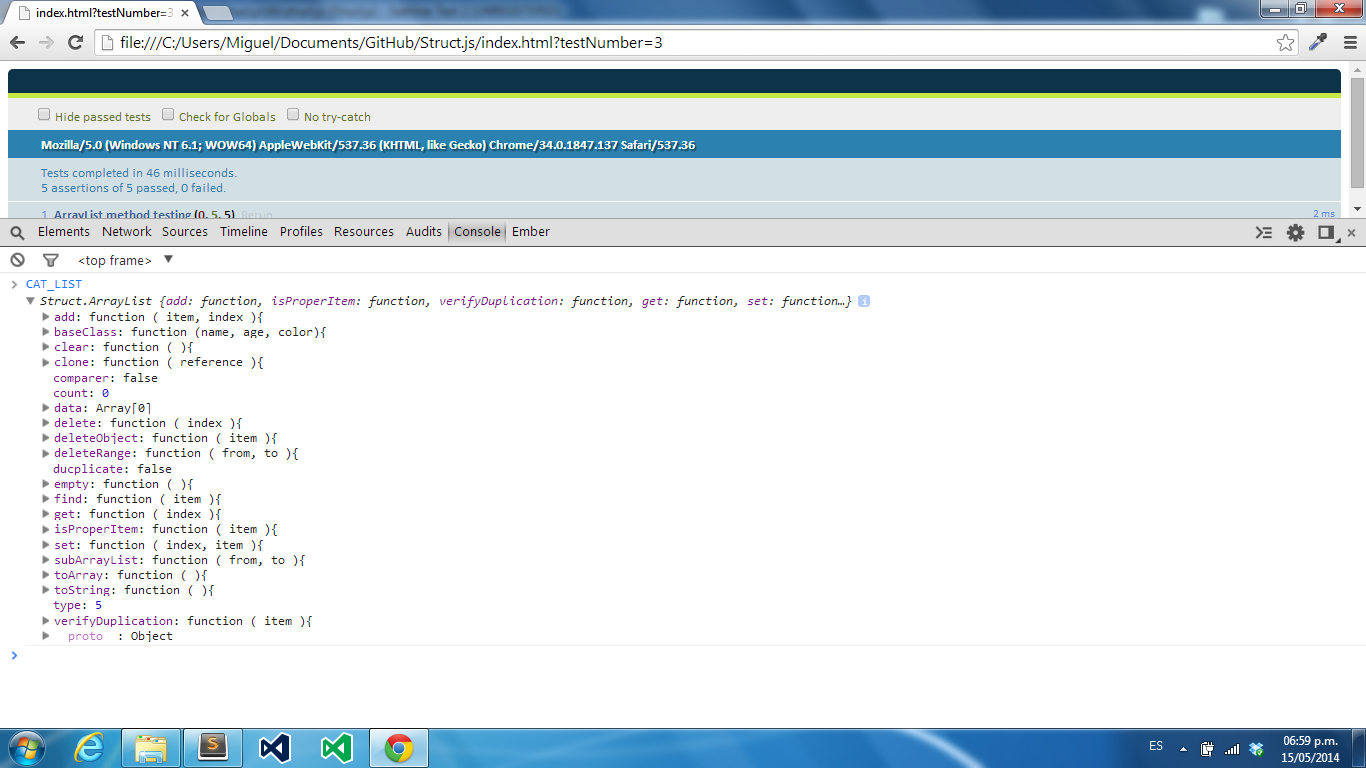 index.html?testNumber=3
file:///C:/Users/Miguel/Documents/GitHub/Struct.js/index.html?testNumber=3
Hide passed tests Check for Globals No try-catch
Mozilla/5.0 (Windows NT 6.1; WOW64) AppleWebKit/537.36 (KHTML, like Gecko) Chrome/34.0.1847.137 Safari/537.36
Tests completed in 46 milliseconds.
5 assertions of 5 passed, 0 failed.
1. ArrayList method testing (0, 5, 5) Rerun 2 ms
Elements Network Sources Timeline Profiles Resources Audits Console Ember
<top frame>
CAT_LIST
Struct.ArrayList {add: function, isProperItem: function, verifyDuplication: function, get: function, set: function…}
add: function ( item, index ){
baseClass: function (name, age, color){
clear: function ( ){
clone: function ( reference ){
comparer: false
count: 0
data: Array[0]
delete: function ( index ){
deleteObject: function ( item ){
deleteRange: function ( from, to ){
ducplicate: false
empty: function ( ){
find: function ( item ){
get: function ( index ){
isProperItem: function ( item ){
set: function ( index, item ){
subArrayList: function ( from, to ){
toArray: function ( ){
toString: function ( ){
type: 5
verifyDuplication: function ( item ){
__proto__: Object
ES
06:59 p.m.
15/05/2014